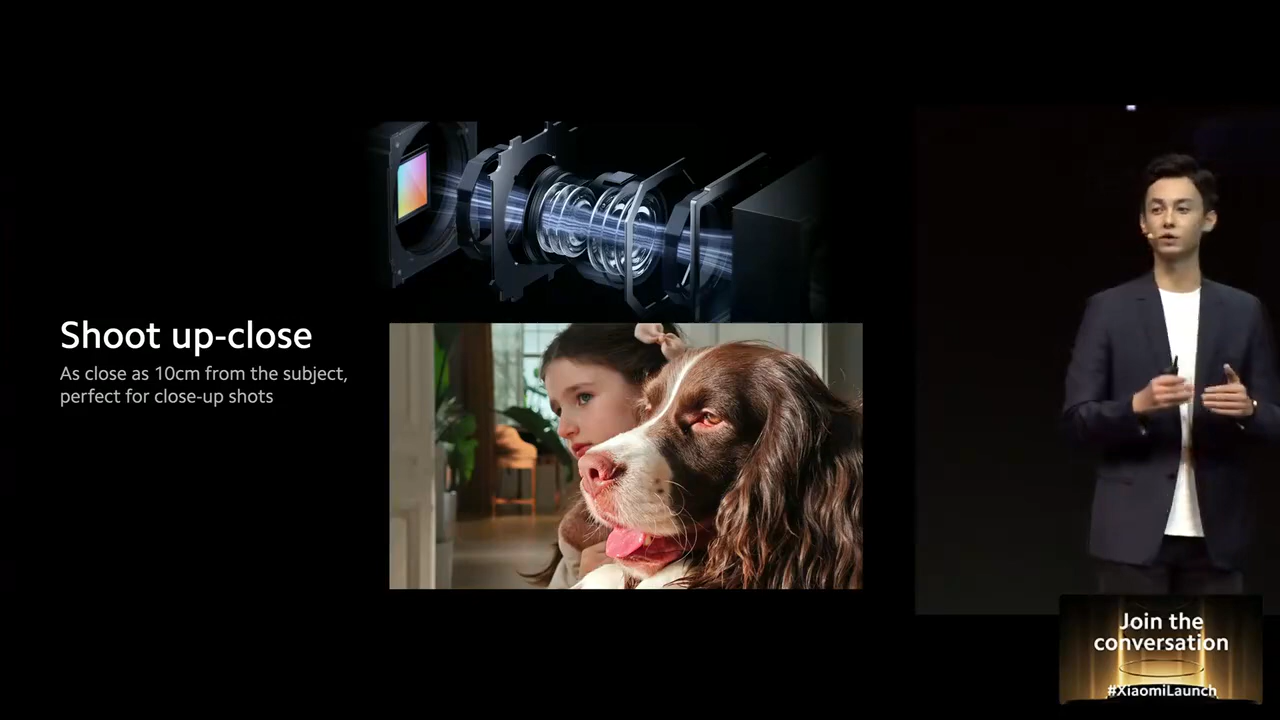 Shoot up-close
As close as 10cm from the subject,
perfect for close-up shots
Join the
conversation
#XiaomiLaunch